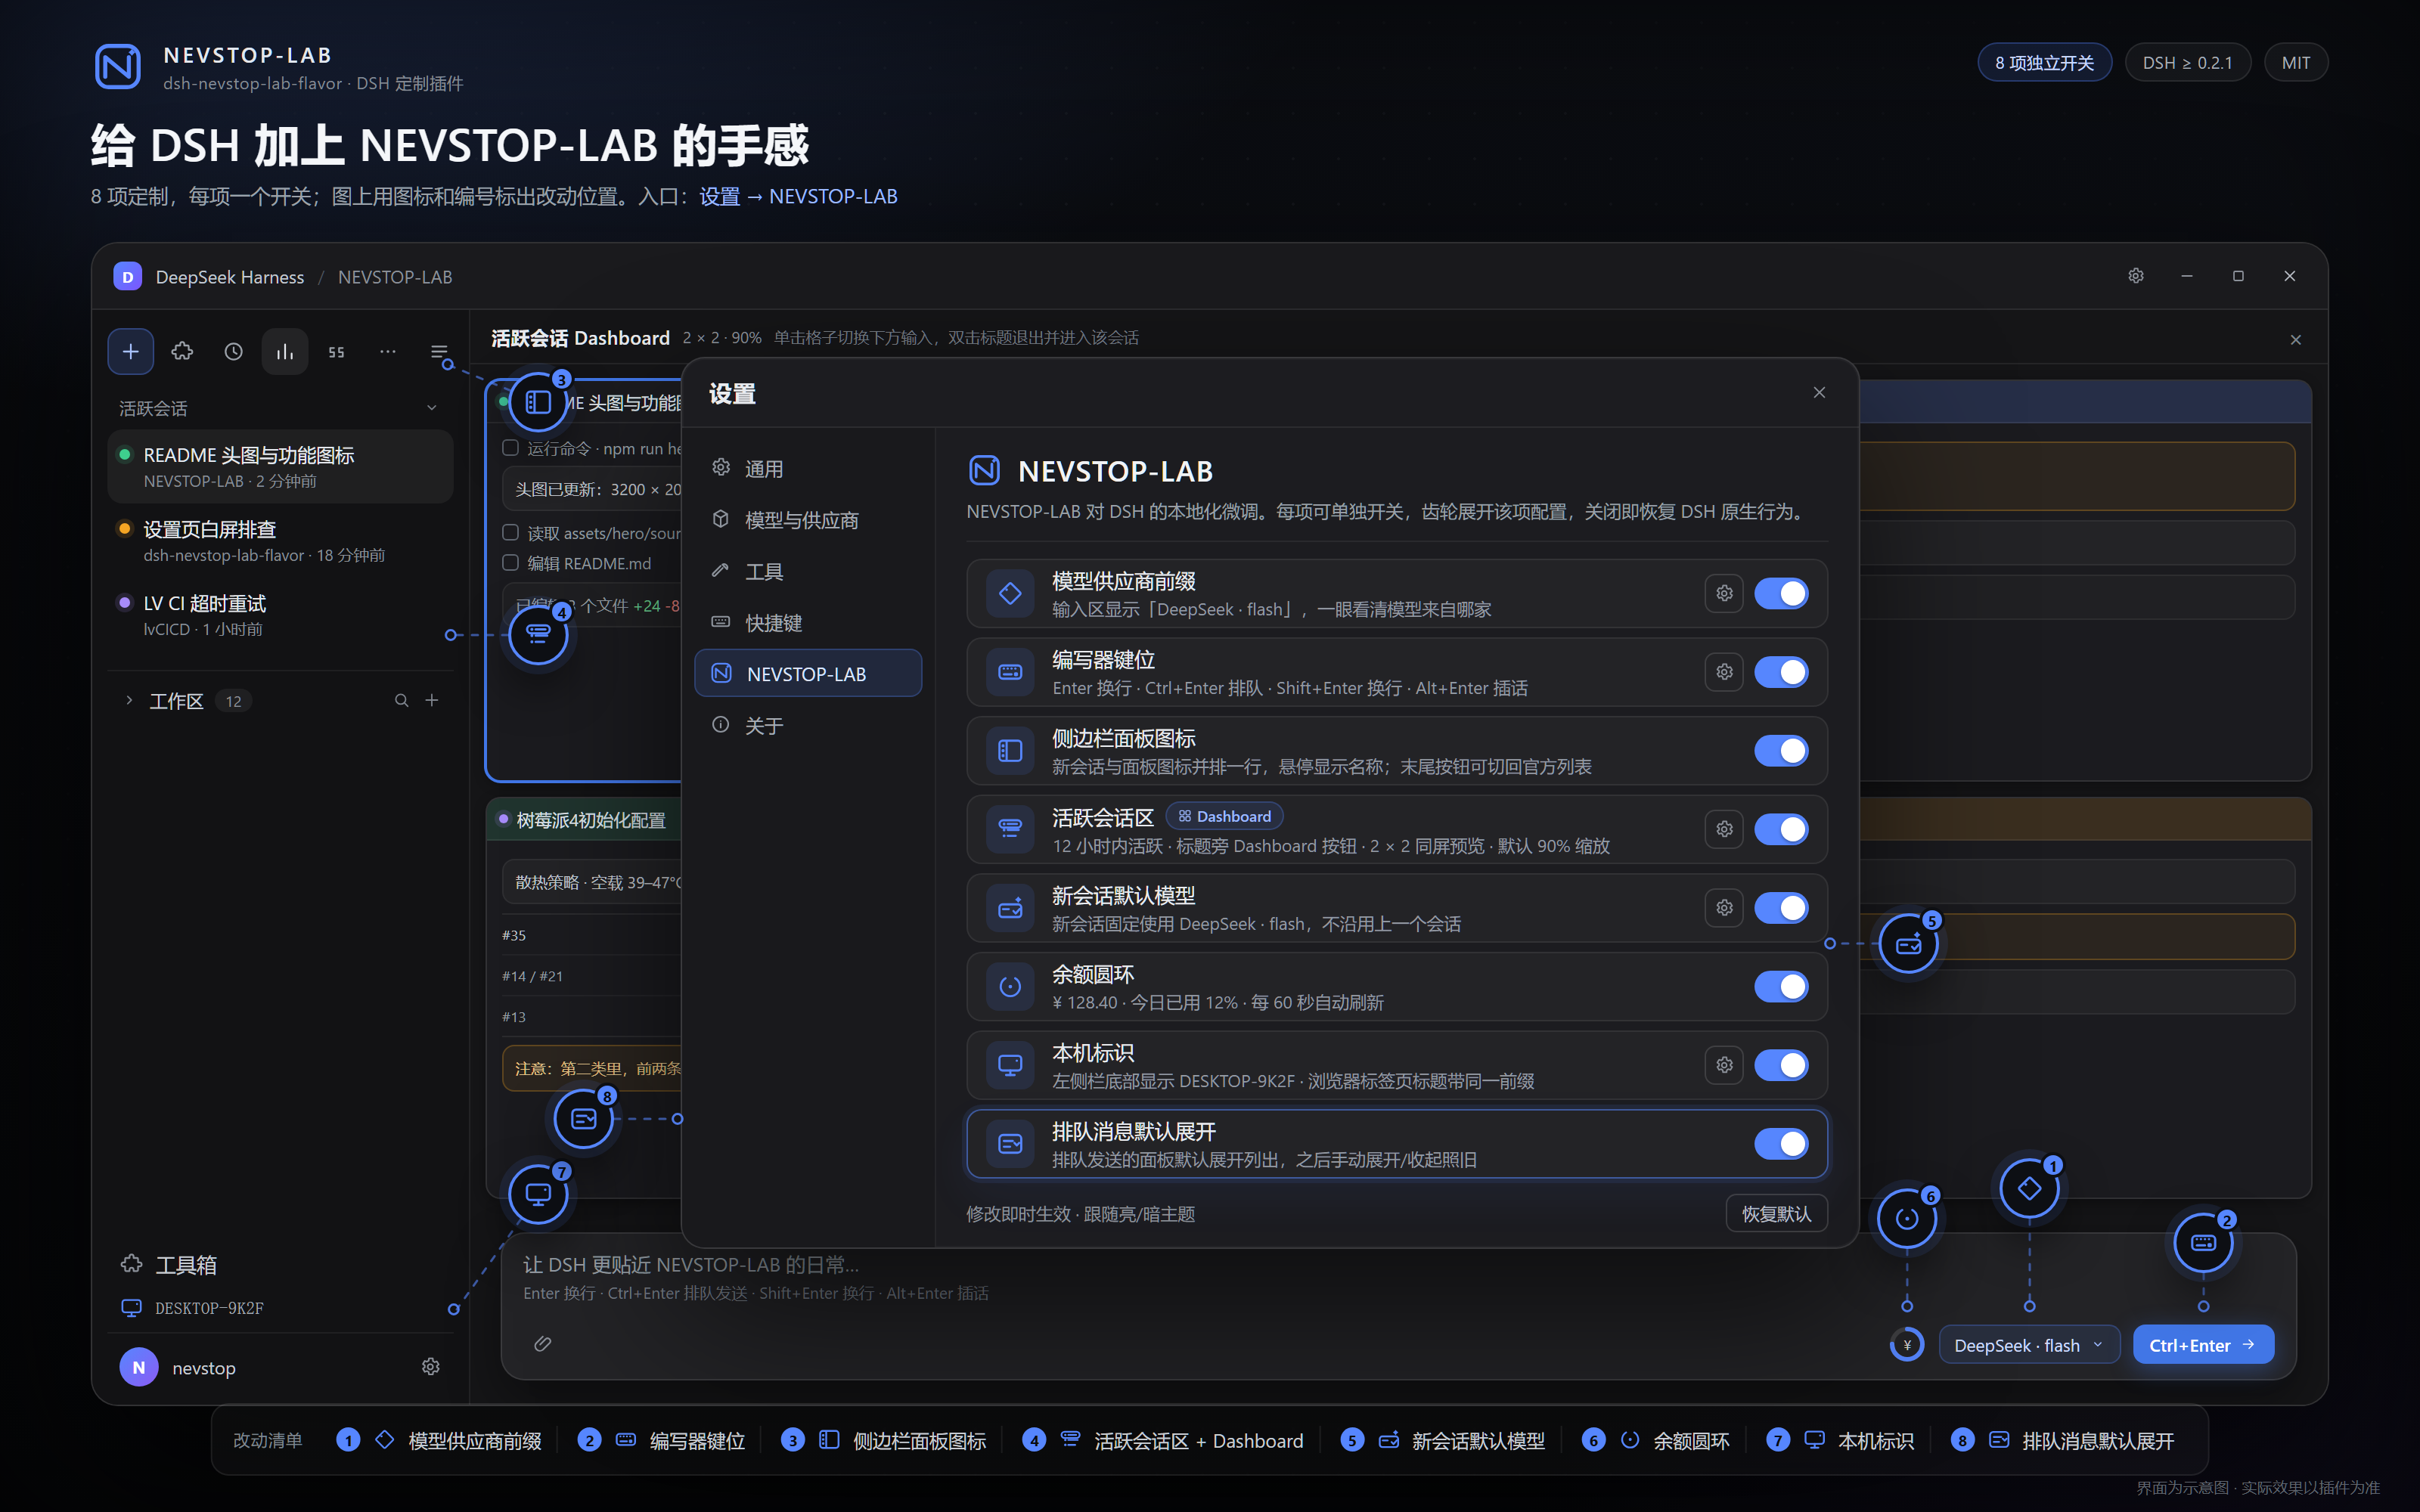 NEVSTOP-LAB
dsh-nevstop-lab-flavor · DSH 定制插件
8 项独立开关
DSH ≥ 0.2.1
MIT
给 DSH 加上 NEVSTOP-LAB 的手感
8 项定制，每项一个开关；图上用图标和编号标出改动位置。入口：设置 → NEVSTOP-LAB
D
DeepSeek Harness / NEVSTOP-LAB
活跃会话
README 头图与功能图标
NEVSTOP-LAB · 2 分钟前
设置页白屏排查
dsh-nevstop-lab-flavor · 18 分钟前
LV CI 超时重试
lvCICD · 1 小时前
工作区 12
工具箱
DESKTOP-9K2F
N
nevstop
活跃会话 Dashboard 2 × 2 · 90% 单击格子切换下方输入，双击标题退出并进入该会话
3
ME 头图与功能
运行命令 · npm run he
头图已更新：3200 × 20
读取 assets/hero/sour
编辑 README.md
个文件 +24 -8
4
树莓派4初始化配置
散热策略 · 空载 39–47°C
#35
#14 / #21
#13
注意：第二类里，前两条
8
7
设置
通用
模型与供应商
工具
快捷键
NEVSTOP-LAB
关于
NEVSTOP-LAB
NEVSTOP-LAB 对 DSH 的本地化微调。每项可单独开关，齿轮展开该项配置，关闭即恢复 DSH 原生行为。
模型供应商前缀
输入区显示「DeepSeek · flash」，一眼看清模型来自哪家
编写器键位
Enter 换行 · Ctrl+Enter 排队 · Shift+Enter 换行 · Alt+Enter 插话
侧边栏面板图标
新会话与面板图标并排一行，悬停显示名称；末尾按钮可切回官方列表
活跃会话区 Dashboard
12 小时内活跃 · 标题旁 Dashboard 按钮 · 2 × 2 同屏预览 · 默认 90% 缩放
新会话默认模型
新会话固定使用 DeepSeek · flash，不沿用上一个会话
余额圆环
¥ 128.40 · 今日已用 12% · 每 60 秒自动刷新
本机标识
左侧栏底部显示 DESKTOP-9K2F · 浏览器标签页标题带同一前缀
排队消息默认展开
排队发送的面板默认展开列出，之后手动展开/收起照旧
修改即时生效 · 跟随亮/暗主题
恢复默认
5
6
1
2
让 DSH 更贴近 NEVSTOP-LAB 的日常...
Enter 换行 · Ctrl+Enter 排队发送 · Shift+Enter 换行 · Alt+Enter 插话
¥
DeepSeek · flash
Ctrl+Enter →
改动清单 1 模型供应商前缀 2 编写器键位 3 侧边栏面板图标 4 活跃会话区 + Dashboard 5 新会话默认模型 6 余额圆环 7 本机标识 8 排队消息默认展开
界面为示意图 · 实际效果以插件为准